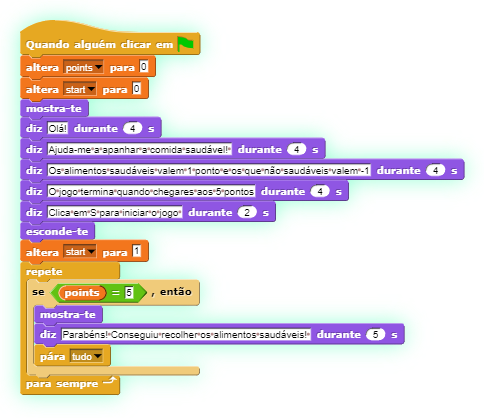 Quando alguém clicar em
altera points para 0
altera start para 0
mostra-te
diz Olá! durante 4 s
diz Ajuda-me a apanhar a comida saudável! durante 4 s
diz Os alimentos saudáveis valem 1 ponto e os que não saudáveis valem -1 durante 4 s
diz O jogo termina quando chegares aos 5 pontos durante 4 s
diz Clica em S para iniciar o jogo durante 2 s
esconde-te
altera start para 1
repete
se points = 5 , então
mostra-te
diz Parabéns! Conseguiu recolher os alimentos saudáveis! durante 5 s
pára tudo
para sempre